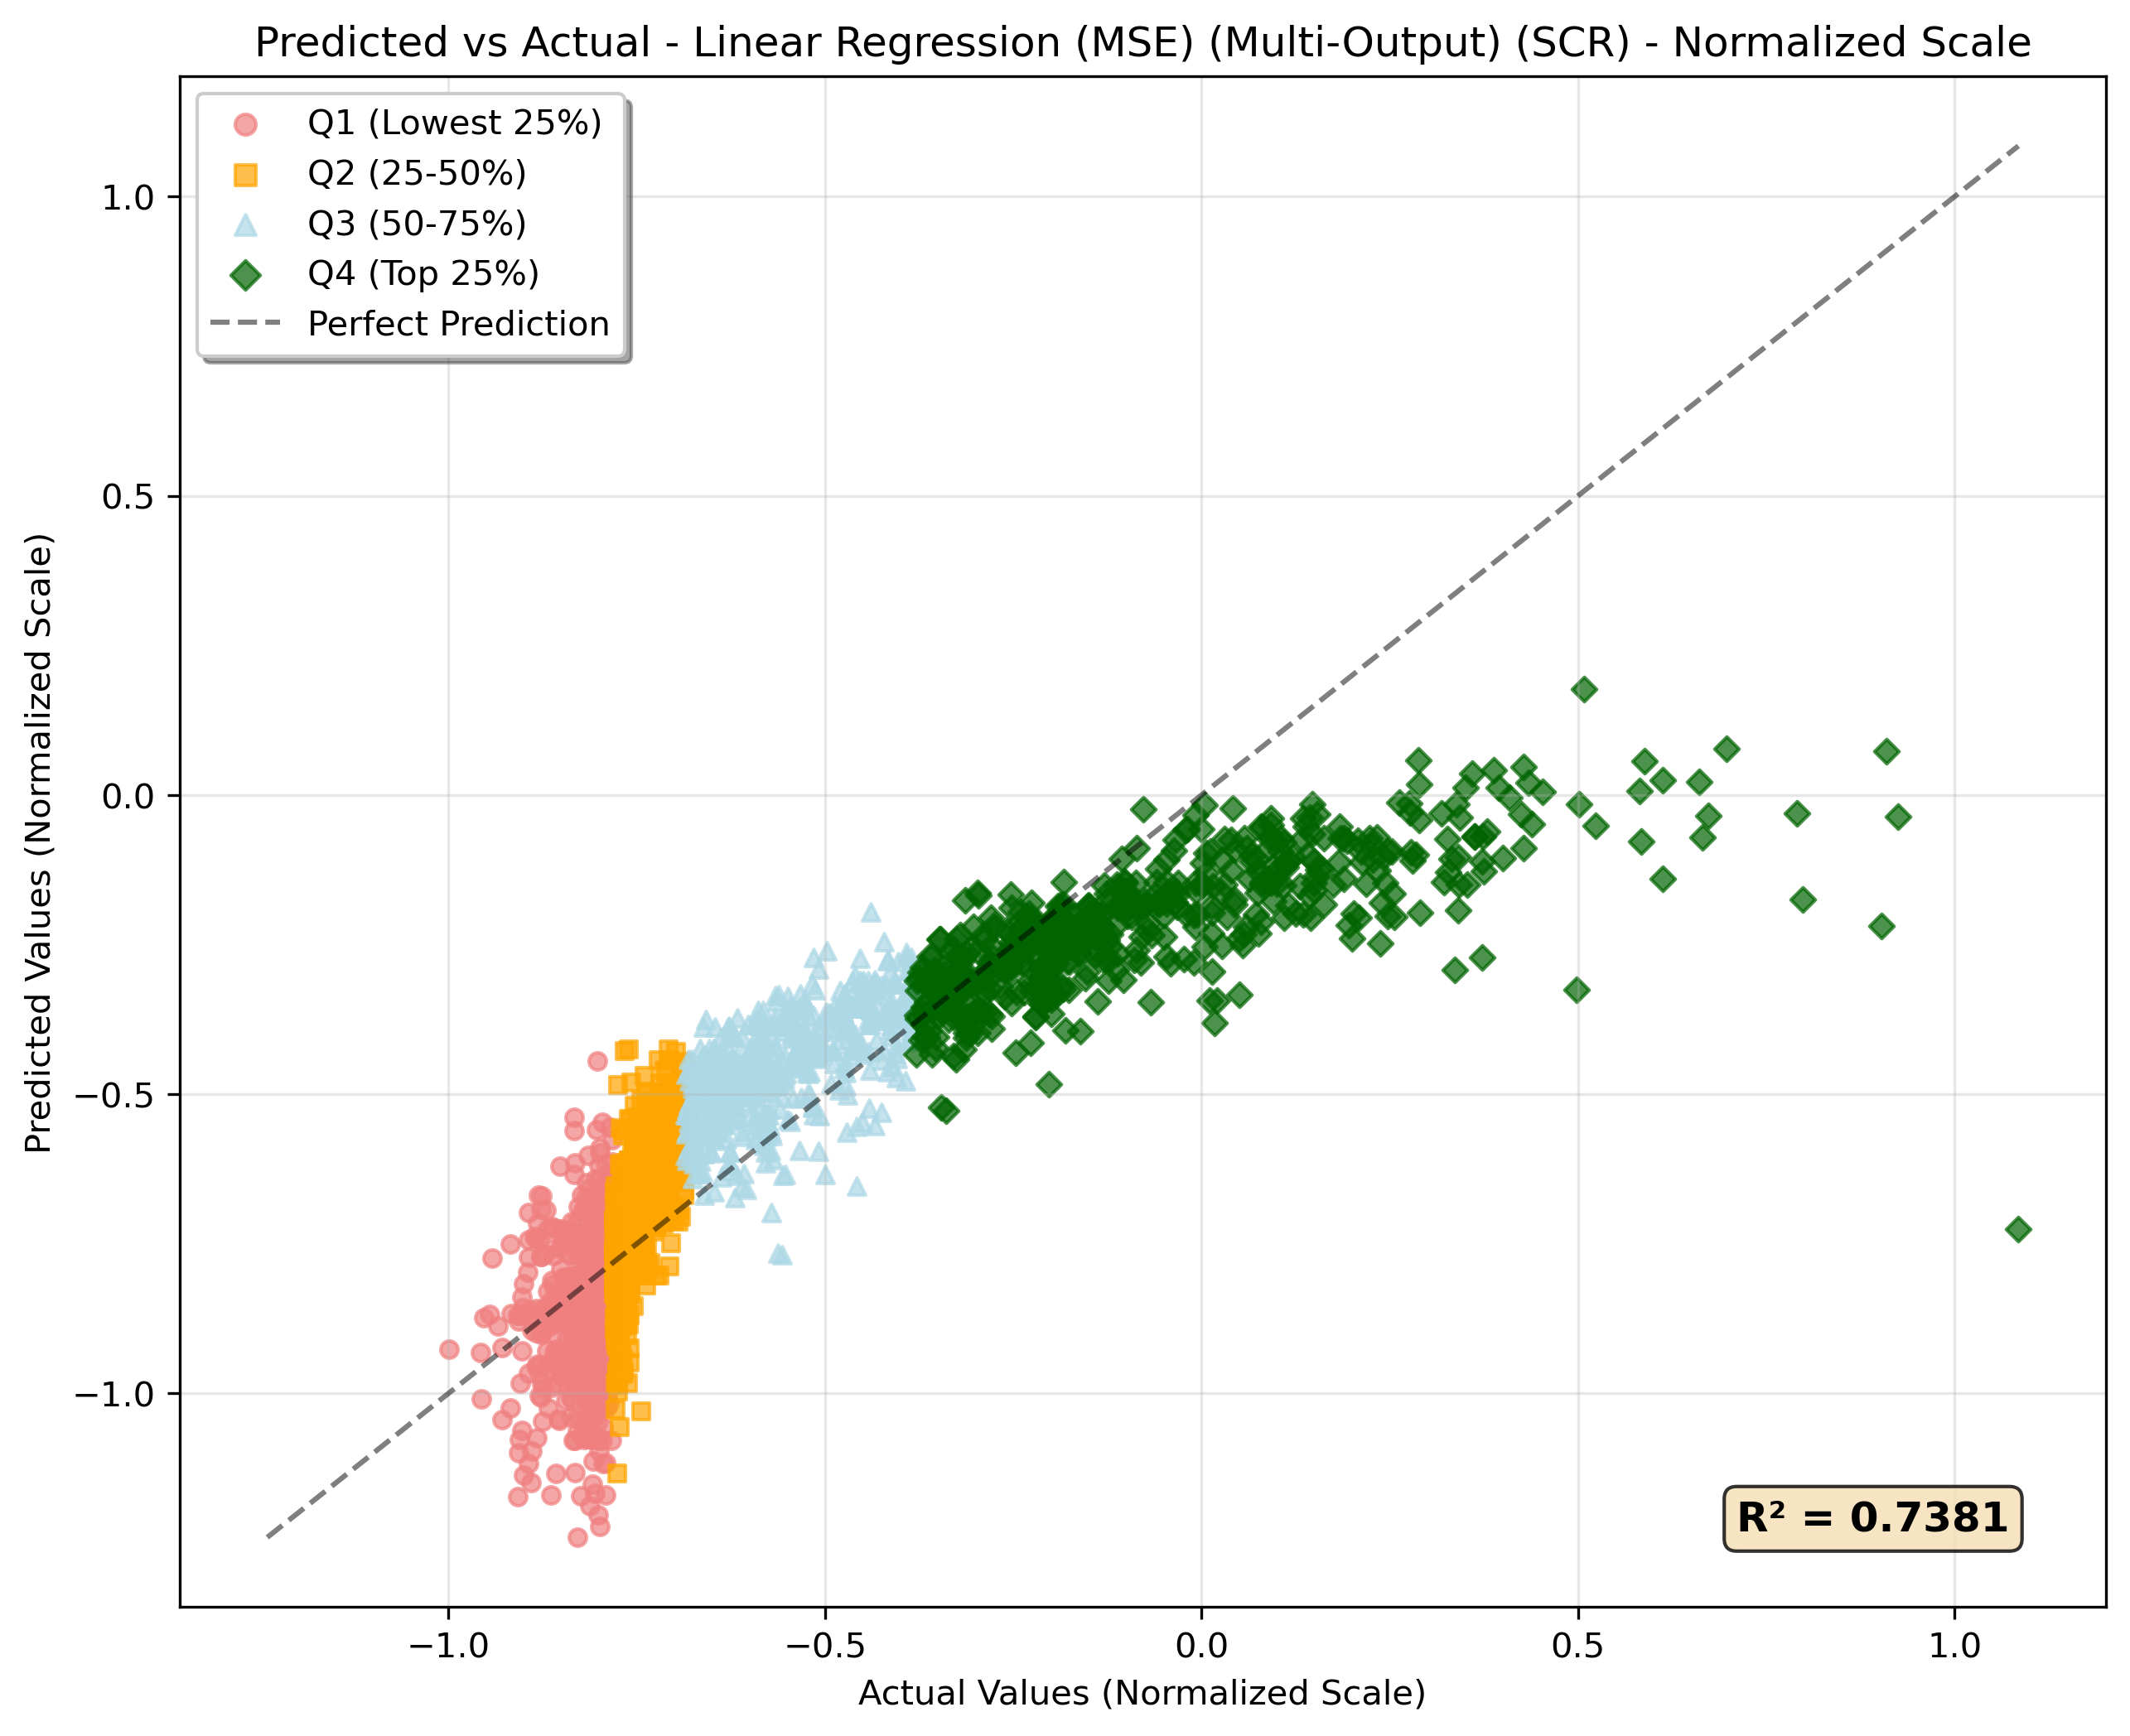 Predicted vs Actual - Linear Regression (MSE) (Multi-Output) (SCR) - Normalized Scale
Q1 (Lowest 25%)
Q2 (25-50%)
Q3 (50-75%)
Q4 (Top 25%)
Perfect Prediction
Predicted Values (Normalized Scale)
1.0
0.5
0.0
−0.5
−1.0
R² = 0.7381
−1.0
−0.5
0.0
0.5
1.0
Actual Values (Normalized Scale)